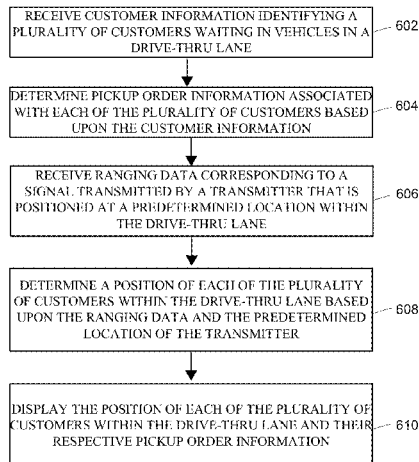 RECEIVE CUSTOMER INFORMATION IDENTIFYING A
PLURALITY OF CUSTOMERS WAITING IN VEHICLES IN A
DRIVE-THRU LANE
602
DETERMINE PICKUP ORDER INFORMATION ASSOCIATED
WITH EACH OF THE PLURALITY OF CUSTOMERS BASED
UPON THE CUSTOMER INFORMATION
604
RECEIVE RANGING DATA CORRESPONDING TO A
SIGNAL TRANSMITTED BY A TRANSMITTER THAT IS
POSITIONED AT A PREDETERMINED LOCATION WITHIN
THE DRIVE-THRU LANE
606
DETERMINE A POSITION OF EACH OF THE PLURALITY
OF CUSTOMERS WITHIN THE DRIVE-THRU LANE BASED
UPON THE RANGING DATA AND THE PREDETERMINED
LOCATION OF THE TRANSMITTER
608
DISPLAY THE POSITION OF EACH OF THE PLURALITY OF
CUSTOMERS WITHIN THE DRIVE-THRU LANE AND THEIR
RESPECTIVE PICKUP ORDER INFORMATION
610